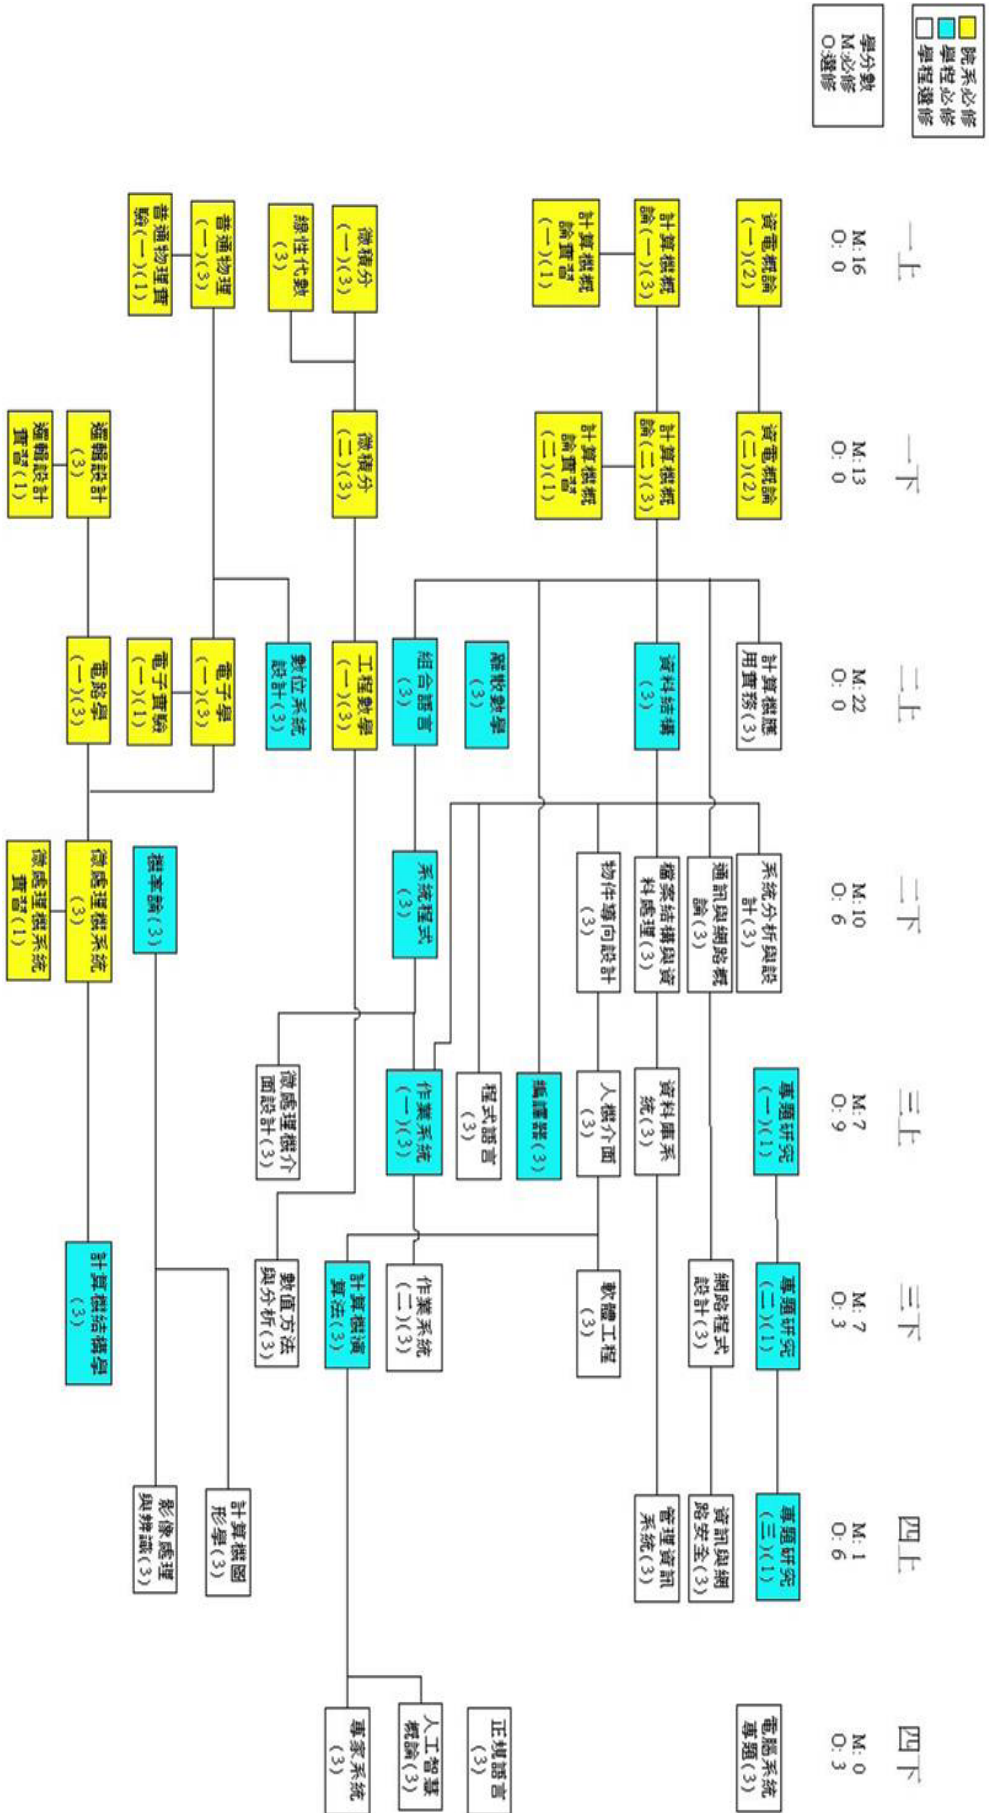 院系必修
學程必修
學程選修
學分數
M:必修
O:選修
一上
M: 16
O: 0
資電概論
(一)(2)
計算機概
論(一)(3)
計算機概
論實習
(一)(1)
微積分
(一)(3)
線性代數
(3)
普通物理
(一)(3)
普通物理實
驗(一)(1)
一下
M: 13
O: 0
資電概論
(二)(2)
計算機概
論(二)(3)
計算機概
論實習
(二)(1)
微積分
(二)(3)
邏輯設計
(3)
邏輯設計
實習(1)
二上
M: 22
O: 0
計算機應
用實務(3)
資料結構
(3)
離散數學
(3)
組合語言
(3)
工程數學
(一)(3)
數位系統
設計(3)
電子學
(一)(3)
電子實驗
(一)(1)
電路學
(一)(3)
二下
M: 10
O: 6
系統分析與設
計(3)
通訊與網路概
論(3)
檔案結構與資
料處理(3)
物件導向設計
(3)
系統程式
(3)
機率論(3)
微處理機系統
(3)
微處理機系統
實習(1)
三上
M: 7
O: 9
專題研究
(一)(1)
資料庫系
統(3)
人機介面
(3)
編譯器(3)
程式語言
(3)
作業系統
(一)(3)
微處理機介
面設計(3)
三下
M: 7
O: 3
專題研究
(二)(1)
網路程式
設計(3)
軟體工程
(3)
作業系統
(二)(3)
計算機演
算法(3)
數值方法
與分析(3)
計算機結構學
(3)
四上
M: 1
O: 6
專題研究
(三)(1)
資訊與網
路安全(3)
管理資訊
系統(3)
計算機圖
形學(3)
影像處理
與辨識(3)
四下
M: 0
O: 3
電腦系統
專題(3)
正規語言
(3)
人工智慧
概論(3)
專家系統
(3)